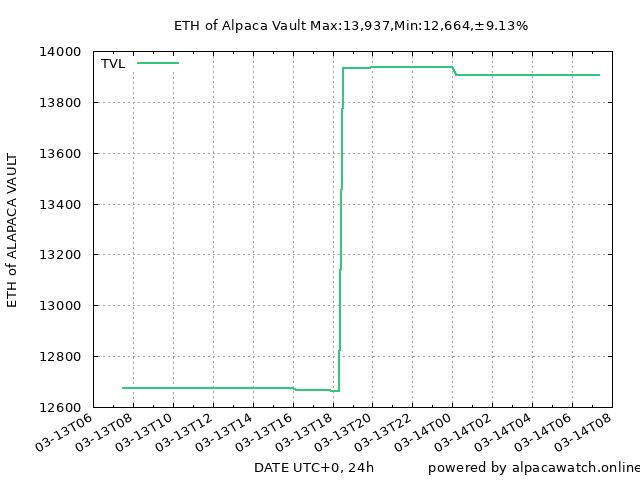 ETH of Alpaca Vault Max:13,937,Min:12,664,±9.13%
TVL
14000
13800
13600
13400
13200
13000
12800
12600
ETH of ALAPACA VAULT
03-13T06
03-13T08
03-13T10
03-13T12
03-13T14
03-13T16
03-13T18
03-13T20
03-13T22
03-14T00
03-14T02
03-14T04
03-14T06
03-14T08
DATE UTC+0, 24h
powered by alpacawatch.online